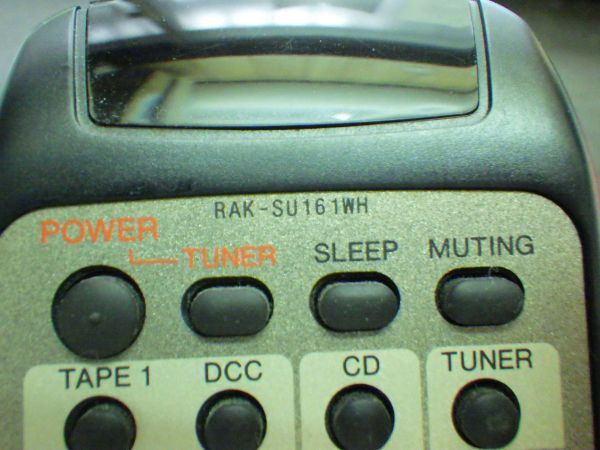 RAK-SU161WH
POWER
TUNER SLEEP MUTING
TAPE 1 DCC CD TUNER